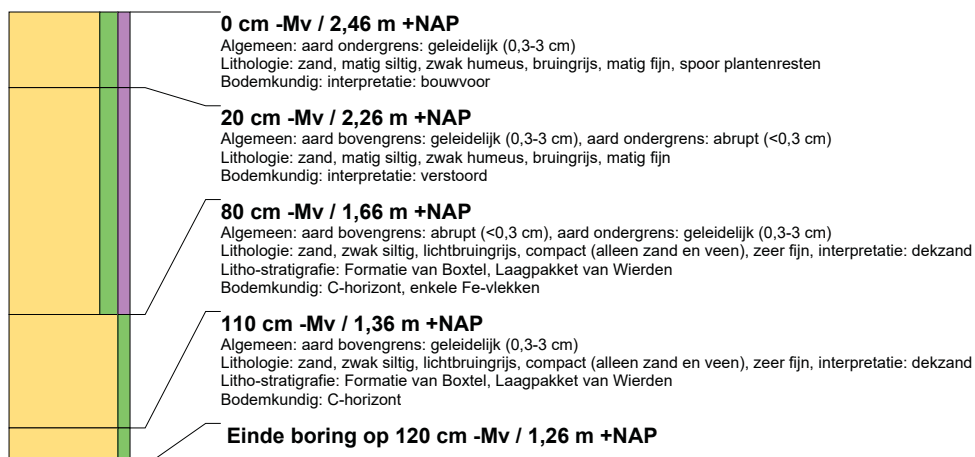 0 cm -Mv / 2,46 m +NAP
Algemeen: aard ondergrens: geleidelijk (0,3-3 cm)
Lithologie: zand, matig siltig, zwak humeus, bruingrijs, matig fijn, spoor plantenresten
Bodemkundig: interpretatie: bouwvoor
20 cm -Mv / 2,26 m +NAP
Algemeen: aard bovengrens: geleidelijk (0,3-3 cm), aard ondergrens: abrupt (<0,3 cm)
Lithologie: zand, matig siltig, zwak humeus, bruingrijs, matig fijn
Bodemkundig: interpretatie: verstoord
80 cm -Mv / 1,66 m +NAP
Algemeen: aard bovengrens: abrupt (<0,3 cm), aard ondergrens: geleidelijk (0,3-3 cm)
Lithologie: zand, zwak siltig, lichtbruingrijs, compact (alleen zand en veen), zeer fijn, interpretatie: dekzand
Litho-stratigrafie: Formatie van Boxtel, Laagpakket van Wierden
Bodemkundig: C-horizont, enkele Fe-vlekken
110 cm -Mv / 1,36 m +NAP
Algemeen: aard bovengrens: geleidelijk (0,3-3 cm)
Lithologie: zand, zwak siltig, lichtbruingrijs, compact (alleen zand en veen), zeer fijn, interpretatie: dekzand
Litho-stratigrafie: Formatie van Boxtel, Laagpakket van Wierden
Bodemkundig: C-horizont
Einde boring op 120 cm -Mv / 1,26 m +NAP